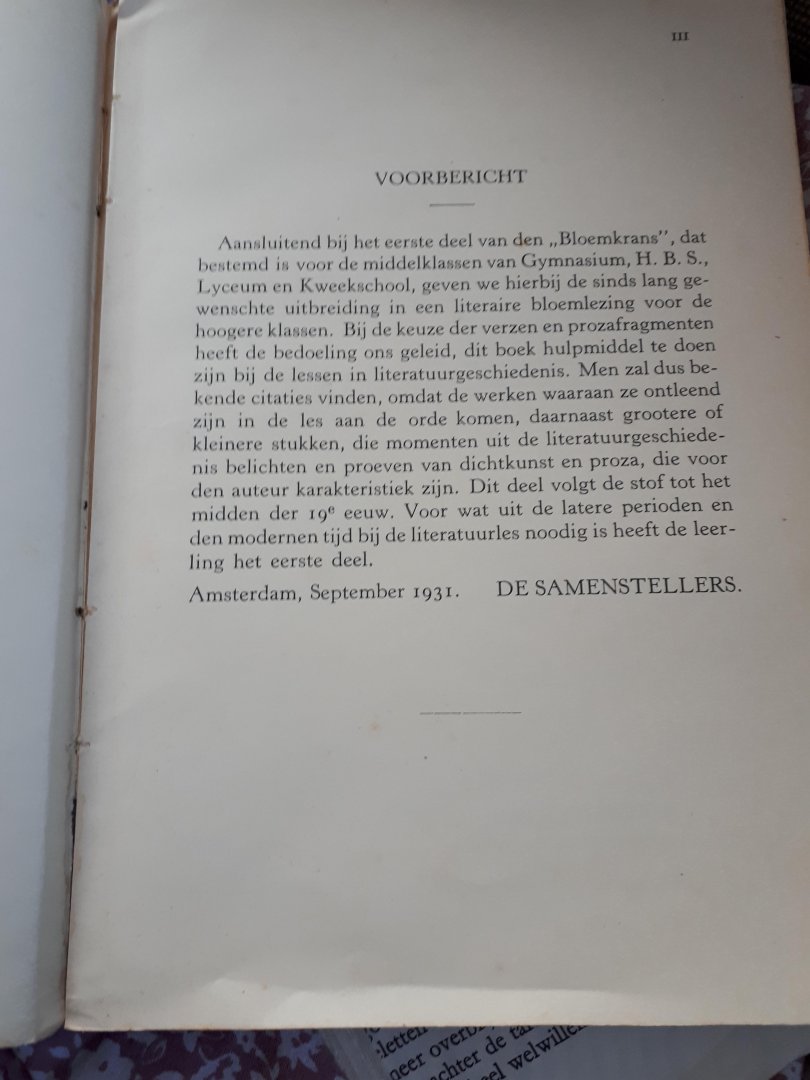 III
VOORBERICHT
Aansluitend bij het eerste deel van den „Bloemkrans”, dat
bestemd is voor de middelklassen van Gymnasium, H. B. S.,
Lyceum en Kweekschool, geven we hierbij de sinds lang ge-
wenschte uitbreiding in een literaire bloemlezing voor de
hoogere klassen. Bij de keuze der verzen en prozafragmenten
heeft de bedoeling ons geleid, dit boek hulpmiddel te doen
zijn bij de lessen in literatuurgeschiedenis. Men zal dus be-
kende citaties vinden, omdat de werken waaraan ze ontleend
zijn in de les aan de orde komen, daarnaast grootere of
kleinere stukken, die momenten uit de literatuurgeschiede-
nis belichten en proeven van dichtkunst en proza, die voor
den auteur karakteristiek zijn. Dit deel volgt de stof tot het
midden der 19e eeuw. Voor wat uit de latere perioden en
den modernen tijd bij de literatuurles noodig is heeft de leer-
ling het eerste deel.
Amsterdam, September 1931. DE SAMENSTELLERS.
letten
neer
achter de
welwillen